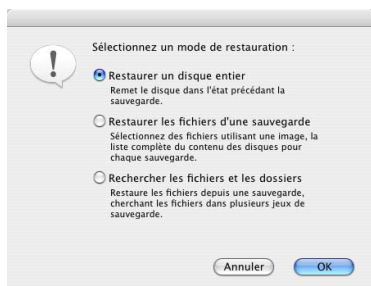 Sélectionnez un mode de restauration :
Restaurer un disque entier
Remet le disque dans l'état précédant la
sauvegarde.
Restaurer les fichiers d'une sauvegarde
Sélectionnez des fichiers utilisant une image, la
liste complète du contenu des disques pour
chaque sauvegarde.
Rechercher les fichiers et les dossiers
Restaure les fichiers depuis une sauvegarde,
cherchant les fichiers dans plusieurs jeux de
sauvegarde.
Annuler
OK